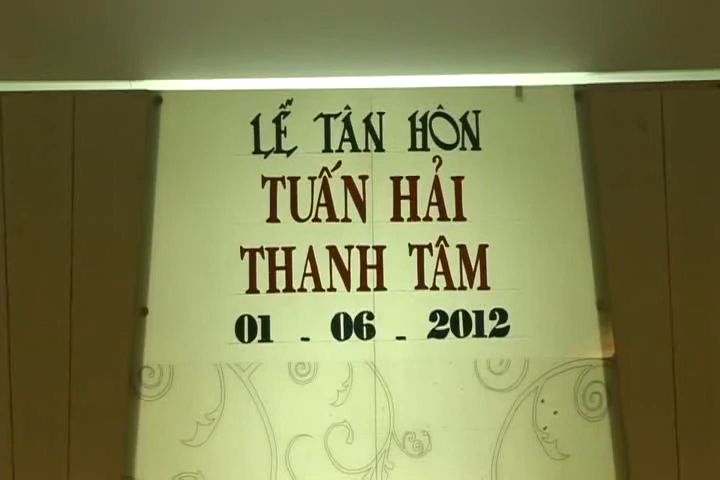 LỄ TÂN HÔN
TUẤN HẢI
THANH TÂM
01 - 06 - 2012